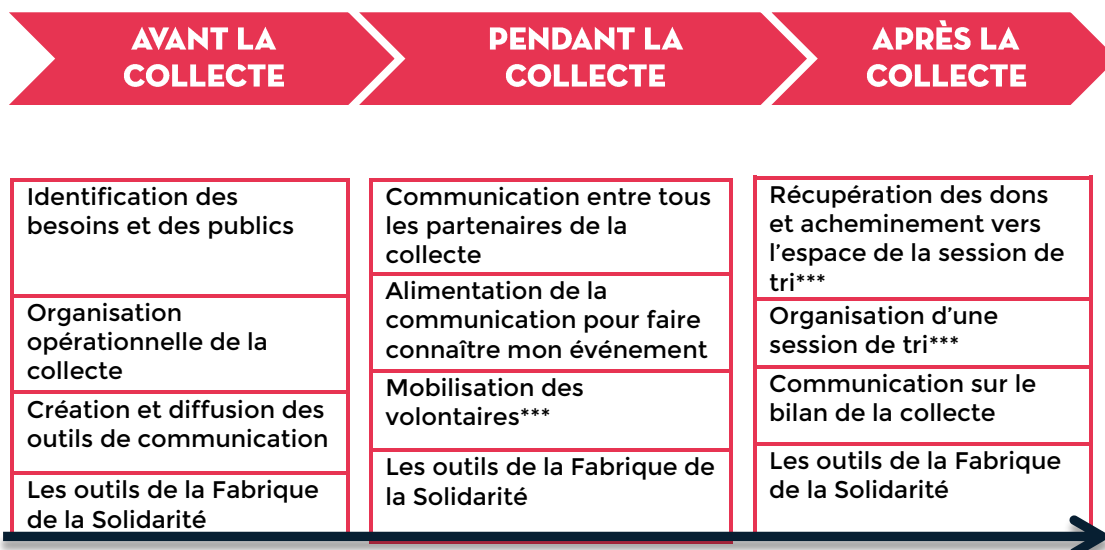 AVANT LA
COLLECTE
PENDANT LA
COLLECTE
APRÈS LA
COLLECTE
Identification des
besoins et des publics
Organisation
opérationnelle de la
collecte
Création et diffusion des
outils de communication
Les outils de la Fabrique
de la Solidarité
Communication entre tous
les partenaires de la
collecte
Alimentation de la
communication pour faire
connaître mon événement
Mobilisation des
volontaires***
Les outils de la Fabrique de
la Solidarité
Récupération des dons
et acheminement vers
l’espace de la session de
tri***
Organisation d’une
session de tri***
Communication sur le
bilan de la collecte
Les outils de la Fabrique
de la Solidarité